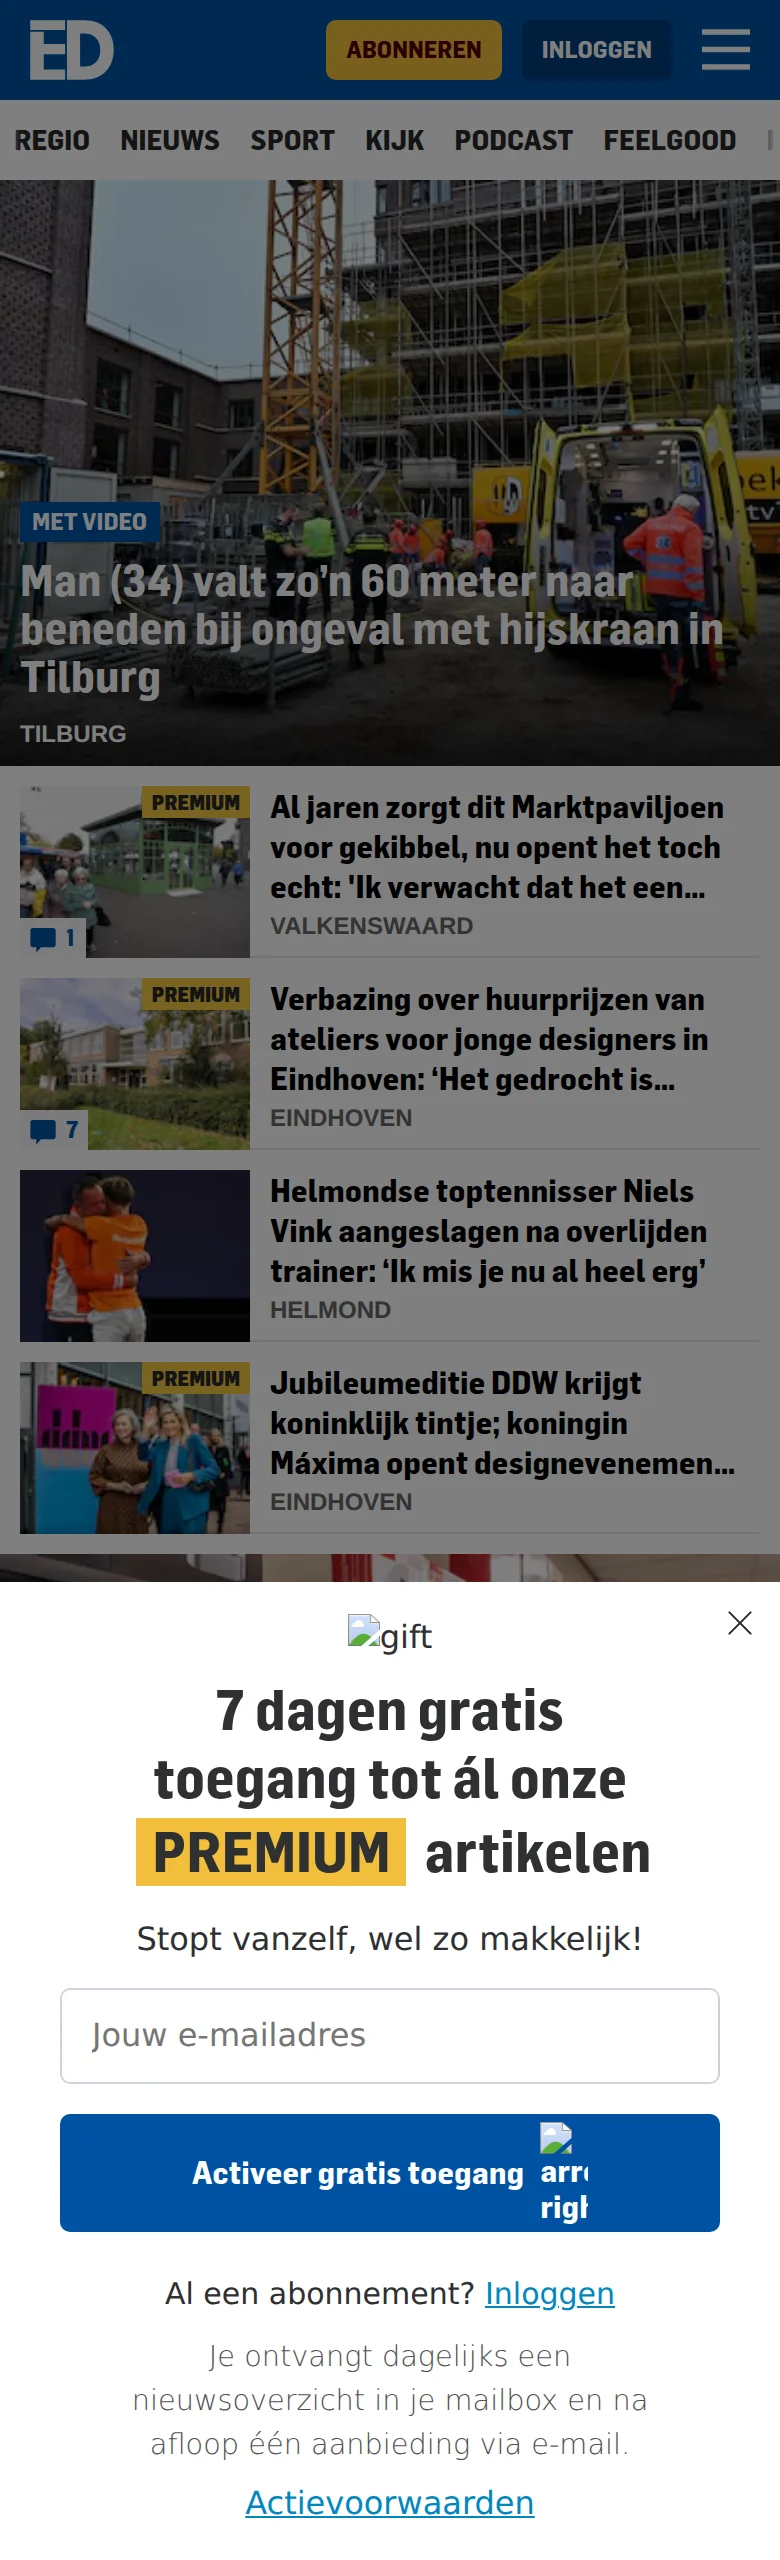 ED
ABONNEREN
INLOGGEN
REGIO NIEUWS SPORT KIJK PODCAST FEELGOOD
MET VIDEO
Man (34) valt zo’n 60 meter naar
beneden bij ongeval met hijskraan in
Tilburg
TILBURG
PREMIUM
1
Al jaren zorgt dit Marktpaviljoen
voor gekibbel, nu opent het toch
echt: 'Ik verwacht dat het een...
VALKENSWAARD
PREMIUM
7
Verbazing over huurprijzen van
ateliers voor jonge designers in
Eindhoven: ‘Het gedrocht is...
EINDHOVEN
Helmondse toptennisser Niels
Vink aangeslagen na overlijden
trainer: ‘Ik mis je nu al heel erg’
HELMOND
PREMIUM
Jubileumeditie DDW krijgt
koninklijk tintje; koningin
Máxima opent designevenemen...
EINDHOVEN
gift
7 dagen gratis
toegang tot ál onze
PREMIUM artikelen
Stopt vanzelf, wel zo makkelijk!
Jouw e-mailadres
Activeer gratis toegang
Al een abonnement? Inloggen
Je ontvangt dagelijks een
nieuwsoverzicht in je mailbox en na
afloop één aanbieding via e-mail.
Actievoorwaarden